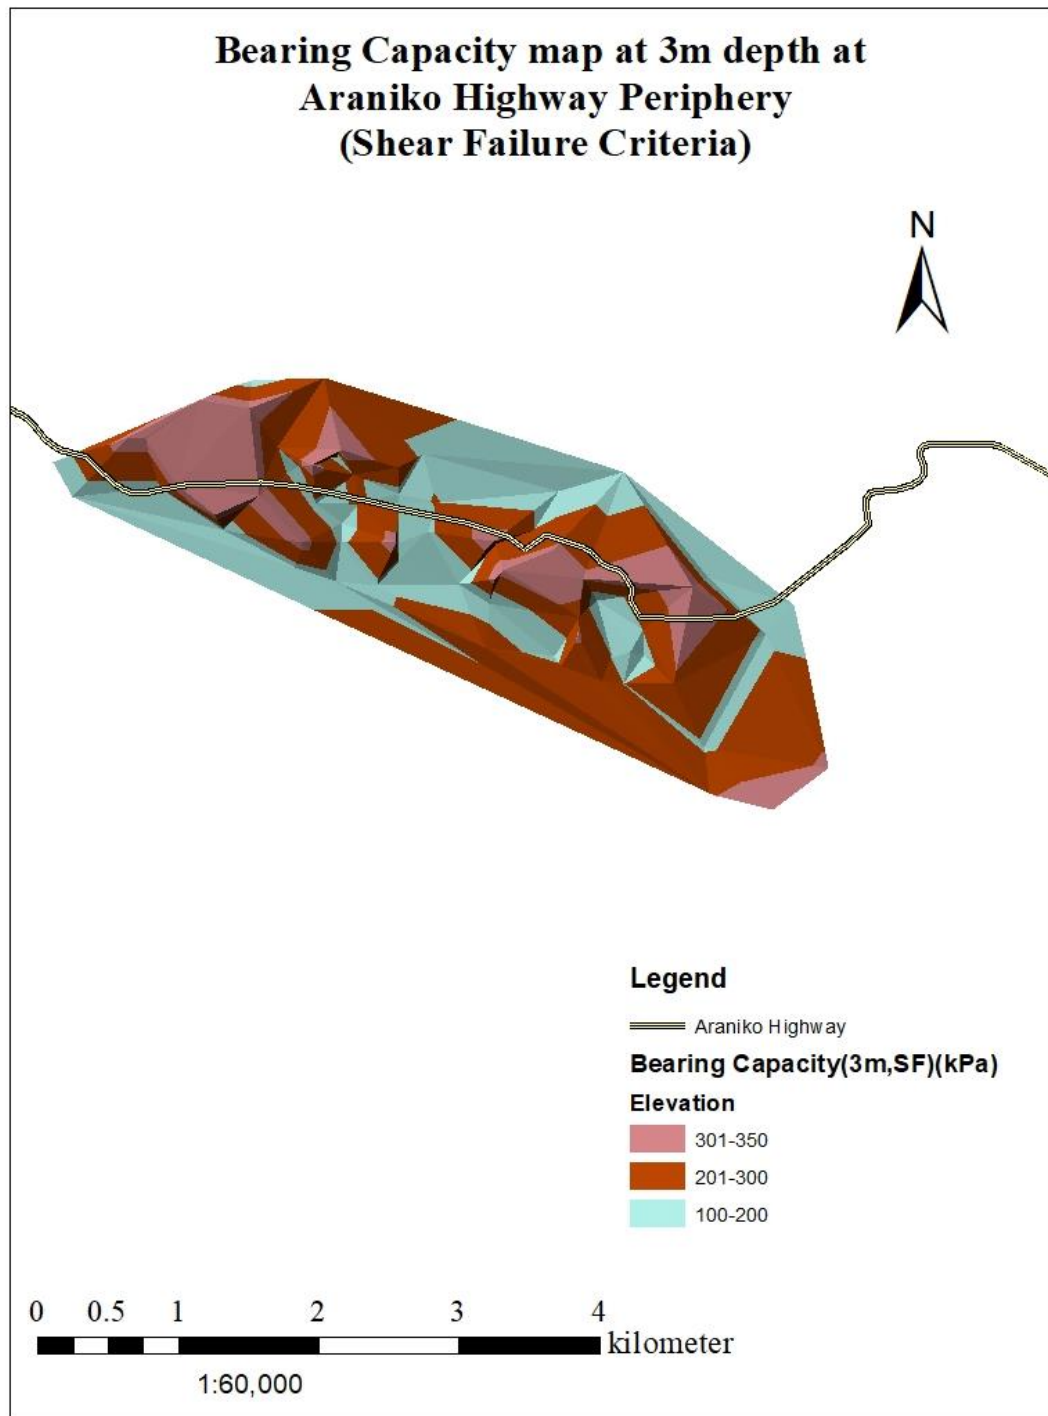 Bearing Capacity map at 3m depth at
Araniko Highway Periphery
(Shear Failure Criteria)
N
Legend
Araniko Highway
Bearing Capacity(3m,SF)(kPa)
Elevation
301-350
201-300
100-200
0 0.5 1 2 3 4
kilometer
1:60,000